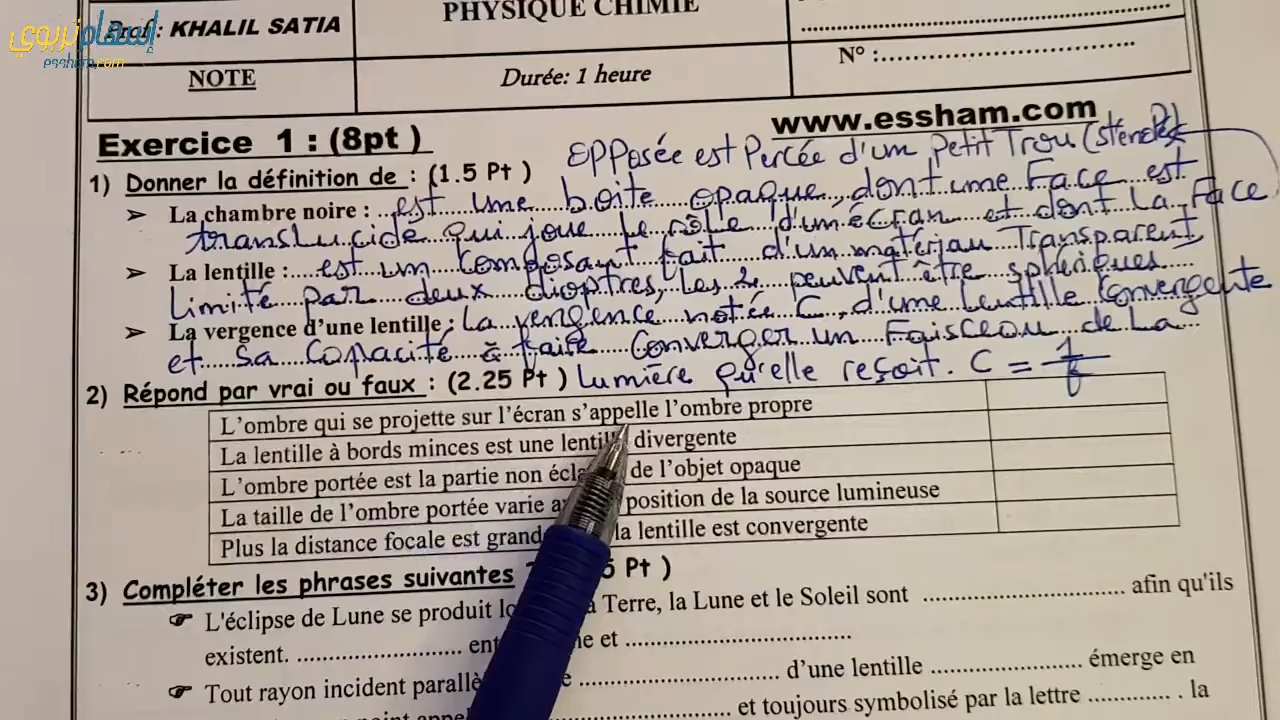 إسهام تربوي
essham.com
Prof : KHALIL SATIA
PHYSIQUE CHIMIE
NOTE
Durée: 1 heure
N° :
Exercice 1 : (8pt )
www.essham.com
opposée est percée d'um petit Trou (sténopé)
1) Donner la définition de : (1.5 Pt )
➢ La chambre noire : est une boite opaque, dont une Face est
translucide qui joue le rôle d'um écran et dont la Face
➢ La lentille : est un composant fait d'un matériau Transparent
limité par deux dioptres, les 2 peuvent être sphériques
➢ La vergence d'une lentille : La vergence notée C, d'une lentille Convergente
et sa capacité à faire converger un Faisceau de la
lumière qu'elle reçoit. C = 1/f
2) Répond par vrai ou faux : (2.25 Pt )
L'ombre qui se projette sur l'écran s'appelle l'ombre propre
La lentille à bords minces est une lentille divergente
L'ombre portée est la partie non de l'objet opaque
La taille de l'ombre portée varie position de la source lumineuse
Plus la distance focale est grand la lentille est convergente
3) Compléter les phrases suivantes Pt )
☞ L'éclipse de Lune se produit Terre, la Lune et le Soleil sont ........ afin qu'ils
existent. ........ et ........
☞ Tout rayon incident ........ d'une lentille ........ émerge en
........ et toujours symbolisé par la lettre ........ . la